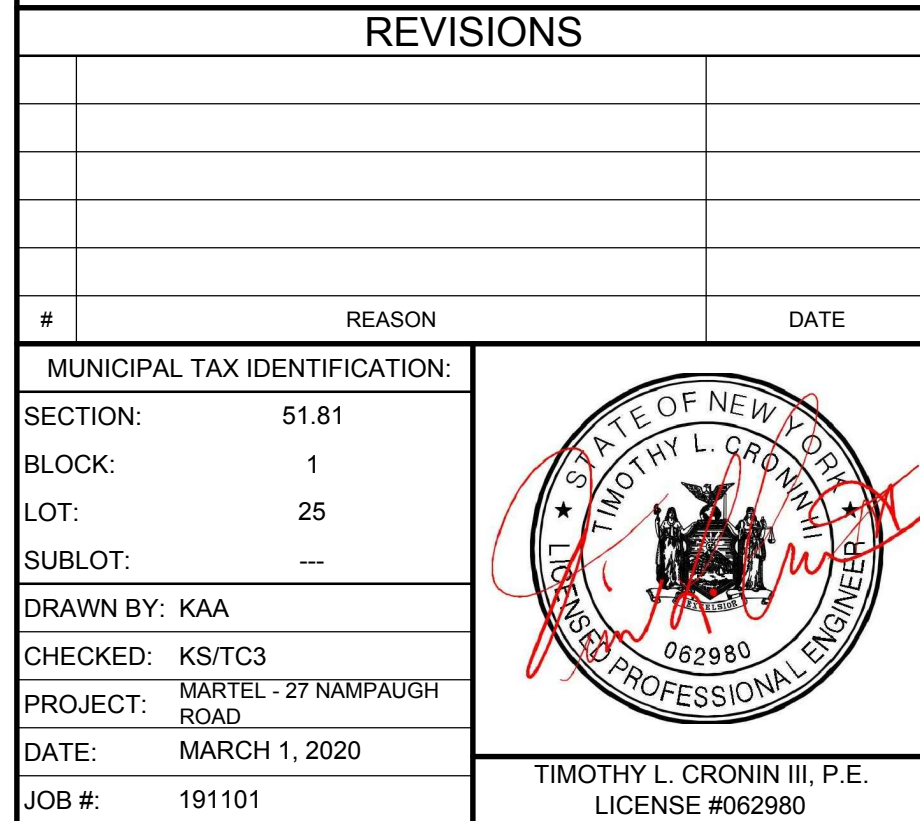 REVISIONS
# REASON DATE
MUNICIPAL TAX IDENTIFICATION:
SECTION: 51.81
BLOCK: 1
LOT: 25
SUBLOT: ---
DRAWN BY: KAA
CHECKED: KS/TC3
PROJECT: MARTEL - 27 NAMPAUGH
ROAD
DATE: MARCH 1, 2020
JOB #: 191101
STATE OF NEW YORK
TIMOTHY L. CRONIN III
EXCELSIOR
062980
LICENSED PROFESSIONAL ENGINEER
TIMOTHY L. CRONIN III, P.E.
LICENSE #062980